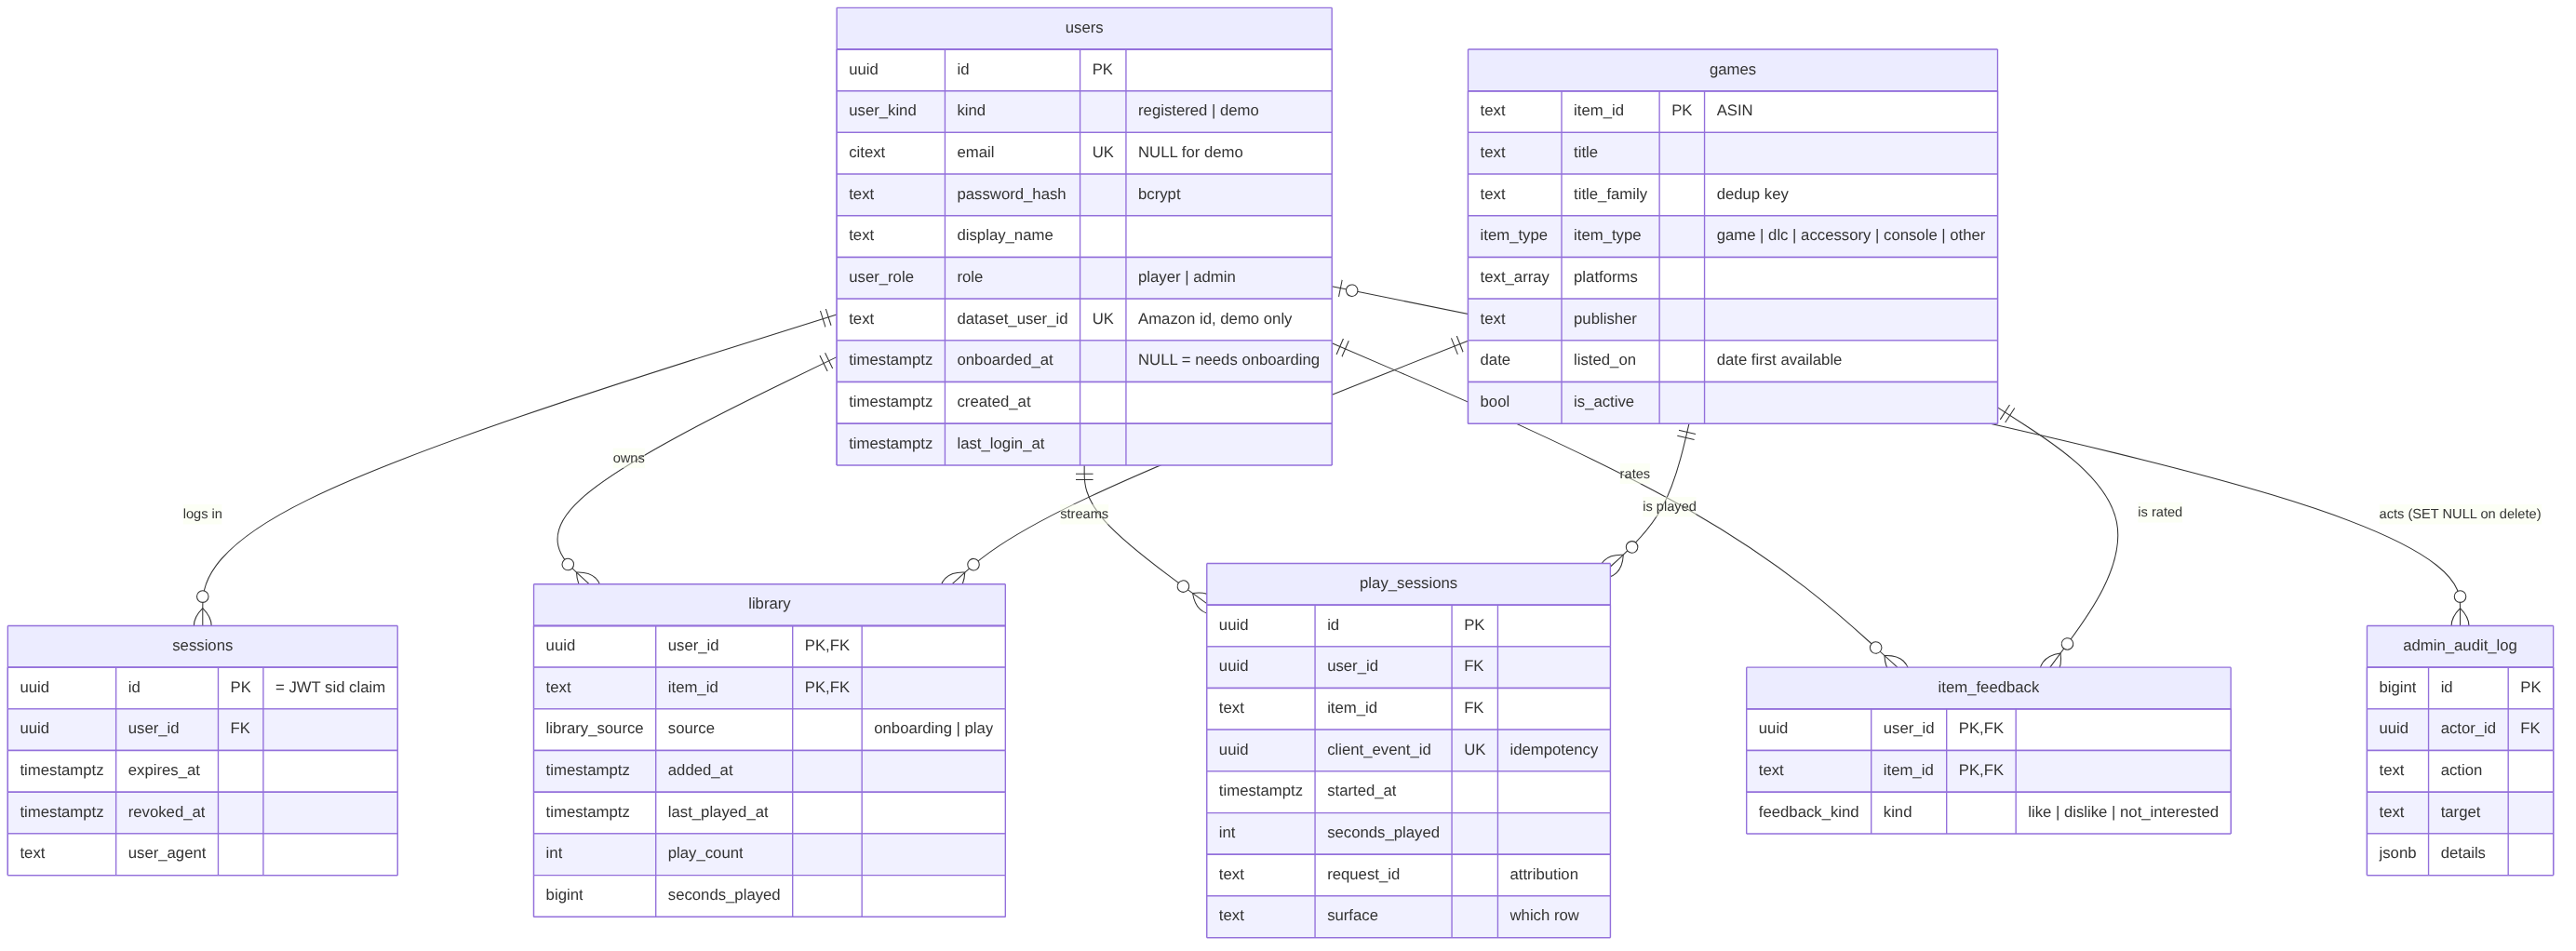 users
uuid id PK
user_kind kind registered | demo
citext email UK NULL for demo
text password_hash bcrypt
text display_name
user_role role player | admin
text dataset_user_id UK Amazon id, demo only
timestamptz onboarded_at NULL = needs onboarding
timestamptz created_at
timestamptz last_login_at
games
text item_id PK ASIN
text title
text title_family dedup key
item_type item_type game | dlc | accessory | console | other
text_array platforms
text publisher
date listed_on date first available
bool is_active
logs in
owns
streams
rates
is played
is rated
acts (SET NULL on delete)
sessions
uuid id PK = JWT sid claim
uuid user_id FK
timestamptz expires_at
timestamptz revoked_at
text user_agent
library
uuid user_id PK,FK
text item_id PK,FK
library_source source onboarding | play
timestamptz added_at
timestamptz last_played_at
int play_count
bigint seconds_played
play_sessions
uuid id PK
uuid user_id FK
text item_id FK
uuid client_event_id UK idempotency
timestamptz started_at
int seconds_played
text request_id attribution
text surface which row
item_feedback
uuid user_id PK,FK
text item_id PK,FK
feedback_kind kind like | dislike | not_interested
admin_audit_log
bigint id PK
uuid actor_id FK
text action
text target
jsonb details